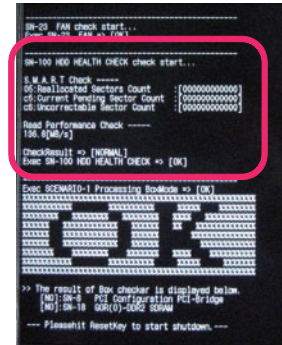 SN-23 FAN check start...
Exec SN-23 FAN => [OK]
SN-100 HDD HEALTH CHECK check start...
S.M.A.R.T Check -----
05:Reallocated Sectors Count :[000000000000]
c5:Current Pending Sector Count :[000000000000]
c6:Uncorrectable Sector Count :[000000000000]
Read Performance Check -----
136.8[MB/s]
CheckResult => [NORMAL]
Exec SN-100 HDD HEALTH CHECK => [OK]
Exec SCENARIO-1 Processing BoxMode => [OK]
OK
>> The result of Box checker is displayed below.
[NO]:SN-8 PCI Configuration PCI-Bridge
[NO]:SN-18 GOR(0)-DDR2 SDRAM
--- Pleasehit ResetKey to start shutdown.---